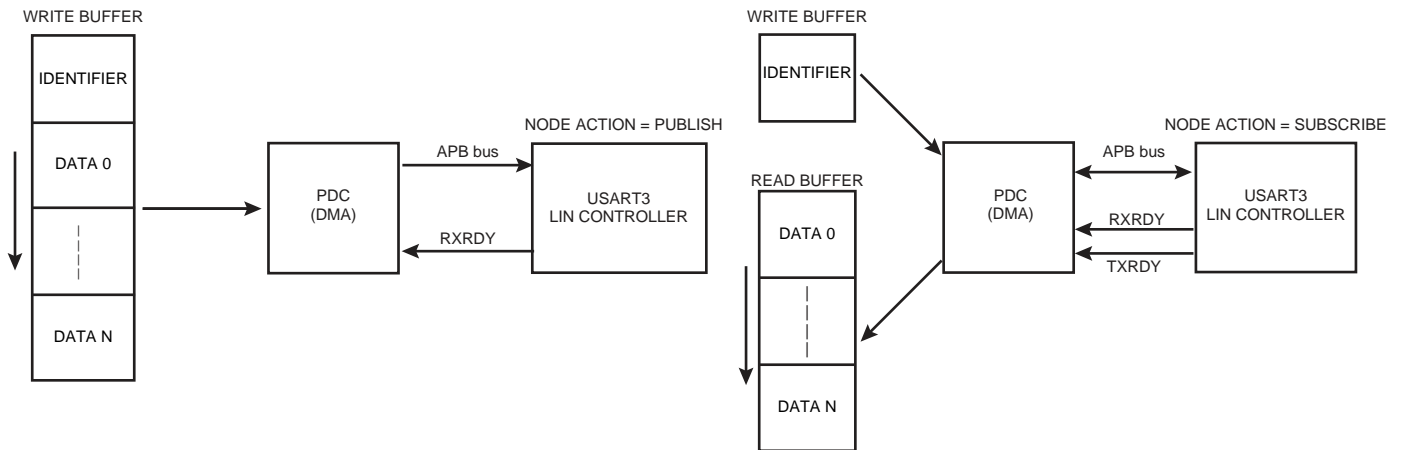 WRITE BUFFER
IDENTIFIER
DATA 0
DATA N
PDC
(DMA)
APB bus
RXRDY
NODE ACTION = PUBLISH
USART3
LIN CONTROLLER
WRITE BUFFER
IDENTIFIER
READ BUFFER
DATA 0
DATA N
PDC
(DMA)
APB bus
RXRDY
TXRDY
NODE ACTION = SUBSCRIBE
USART3
LIN CONTROLLER